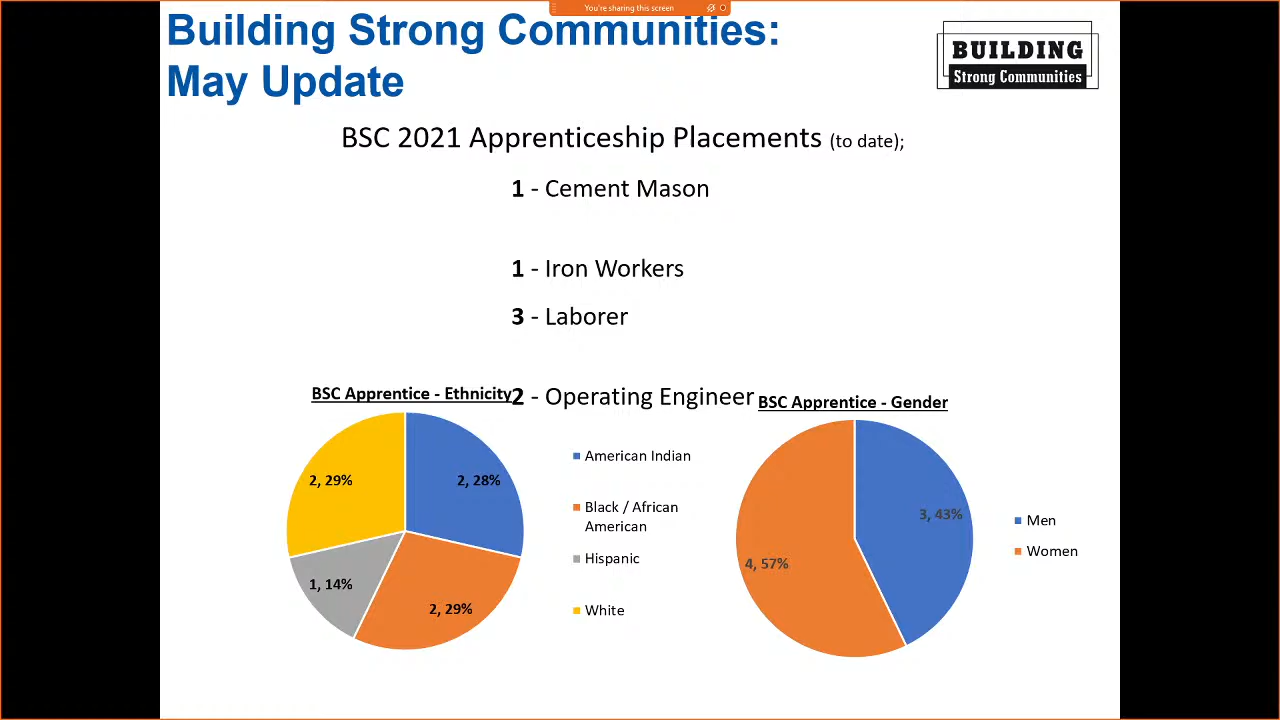 You're sharing this screen
Building Strong Communities:
May Update
BUILDING
Strong Communities
BSC 2021 Apprenticeship Placements (to date);
1 - Cement Mason
1 - Iron Workers
3 - Laborer
2 - Operating Engineer
BSC Apprentice - Ethnicity
2, 29%
2, 28%
1, 14%
2, 29%
American Indian
Black / African
American
Hispanic
White
BSC Apprentice - Gender
3, 43%
4, 57%
Men
Women